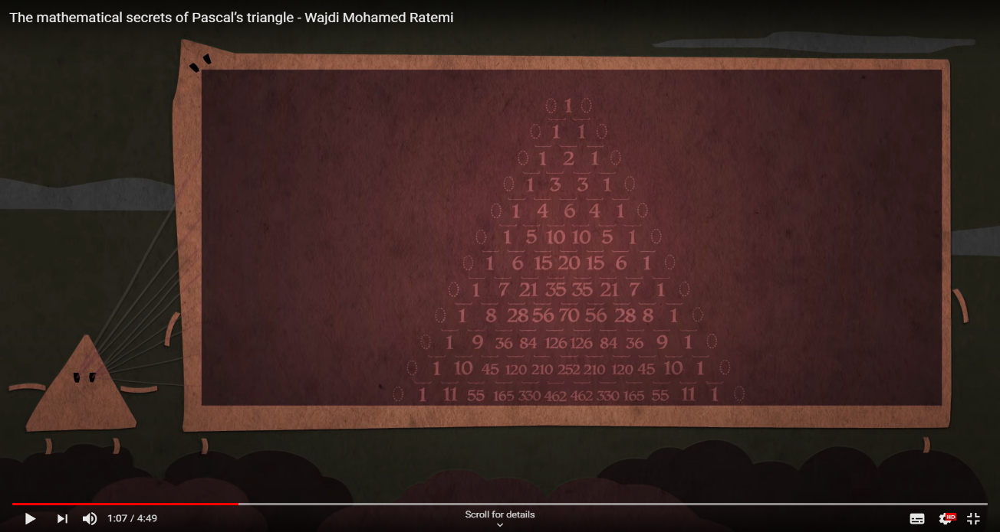 The mathematical secrets of Pascal's triangle - Wajdi Mohamed Ratemi
0 1 0
0 1 1 0
0 1 2 1 0
0 1 3 3 1 0
0 1 4 6 4 1 0
0 1 5 10 10 5 1 0
0 1 6 15 20 15 6 1 0
0 1 7 21 35 35 21 7 1 0
0 1 8 28 56 70 56 28 8 1 0
0 1 9 36 84 126 126 84 36 9 1 0
0 1 10 45 120 210 252 210 120 45 10 1 0
0 1 11 55 165 330 462 462 330 165 55 11 1 0
1:07 / 4:49
Scroll for details
HD